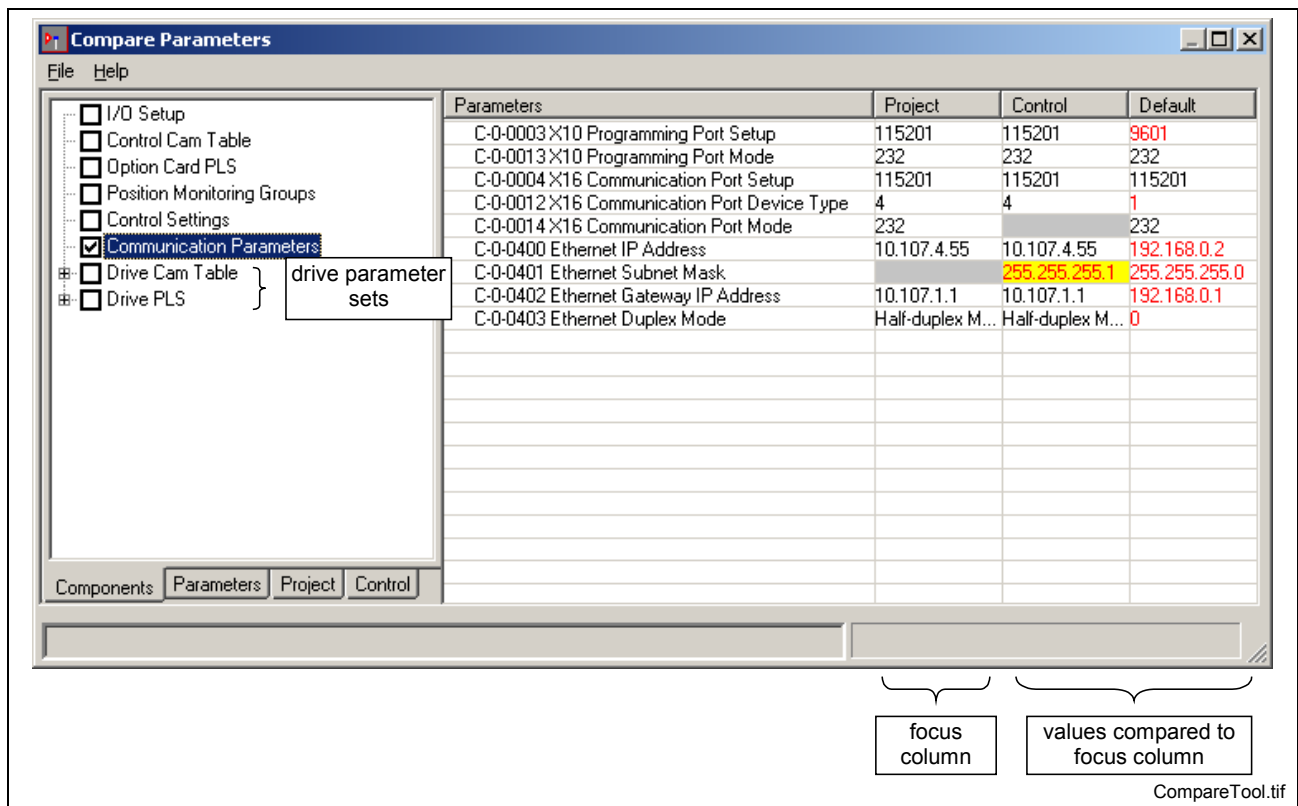 Compare Parameters
File Help
I/O Setup
Control Cam Table
Option Card PLS
Position Monitoring Groups
Control Settings
Communication Parameters
Drive Cam Table
Drive PLS
drive parameter
sets
Components Parameters Project Control
Parameters Project Control Default
C-0-0003 X10 Programming Port Setup 115201 115201 9601
C-0-0013 X10 Programming Port Mode 232 232 232
C-0-0004 X16 Communication Port Setup 115201 115201 115201
C-0-0012 X16 Communication Port Device Type 4 4 1
C-0-0014 X16 Communication Port Mode 232 232
C-0-0400 Ethernet IP Address 10.107.4.55 10.107.4.55 192.168.0.2
C-0-0401 Ethernet Subnet Mask 255.255.255.1 255.255.255.0
C-0-0402 Ethernet Gateway IP Address 10.107.1.1 10.107.1.1 192.168.0.1
C-0-0403 Ethernet Duplex Mode Half-duplex M... Half-duplex M... 0
focus
column
values compared to
focus column
CompareTool.tif